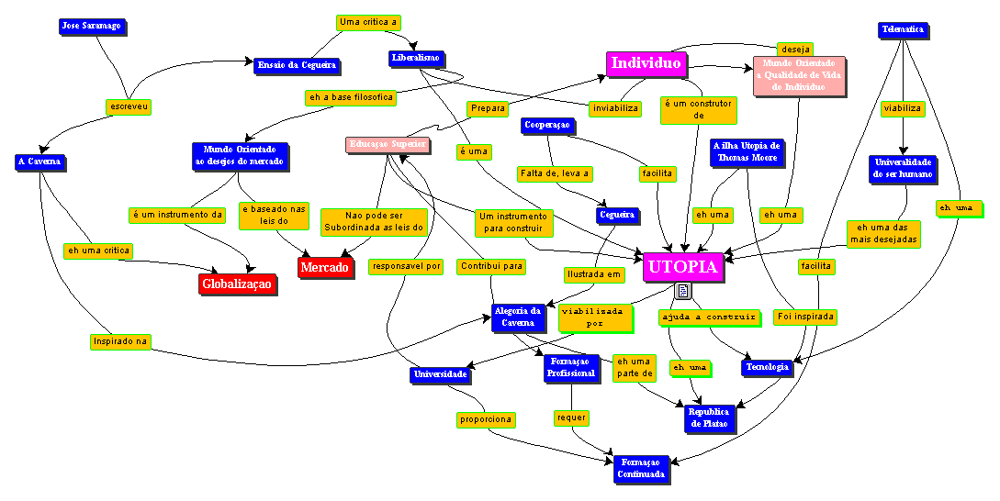 Uma critica a
Jose Saramago
Telematica
deseja
Liberalismo
Individuo
Mundo Orientado
a Qualidade de Vida
do Individuo
Ensaio da Cegueira
eh a base filosofica
escreveu
Prepara
inviabiliza
é um construtor
de
viabiliza
Cooperaçao
Educaçao Superior
A ilha Utopia de
Thomas Moore
Mundo Orientado
ao desejos do mercado
é uma
A Caverna
Falta de, leva a
facilita
Univeralidade
do ser humano
é um instrumento da
e baseado nas
leis do
Nao pode ser
Subordinada as leis do
Um instrumento
para construir
Cegueira
eh uma
eh uma
eh uma
eh uma das
mais desejadas
eh uma critica
Mercado
responsavel por
Contribui para
Ilustrada em
UTOPIA
facilita
Globalizaçao
Alegoria da
Caverna
viabilizada
por
ajuda a construir
Foi inspirada
Inspirado na
Universidade
Formaçao
Profissional
eh uma
parte de
eh uma
Tecnologia
proporciona
requer
Republica
de Platao
Formaçao
Continuada